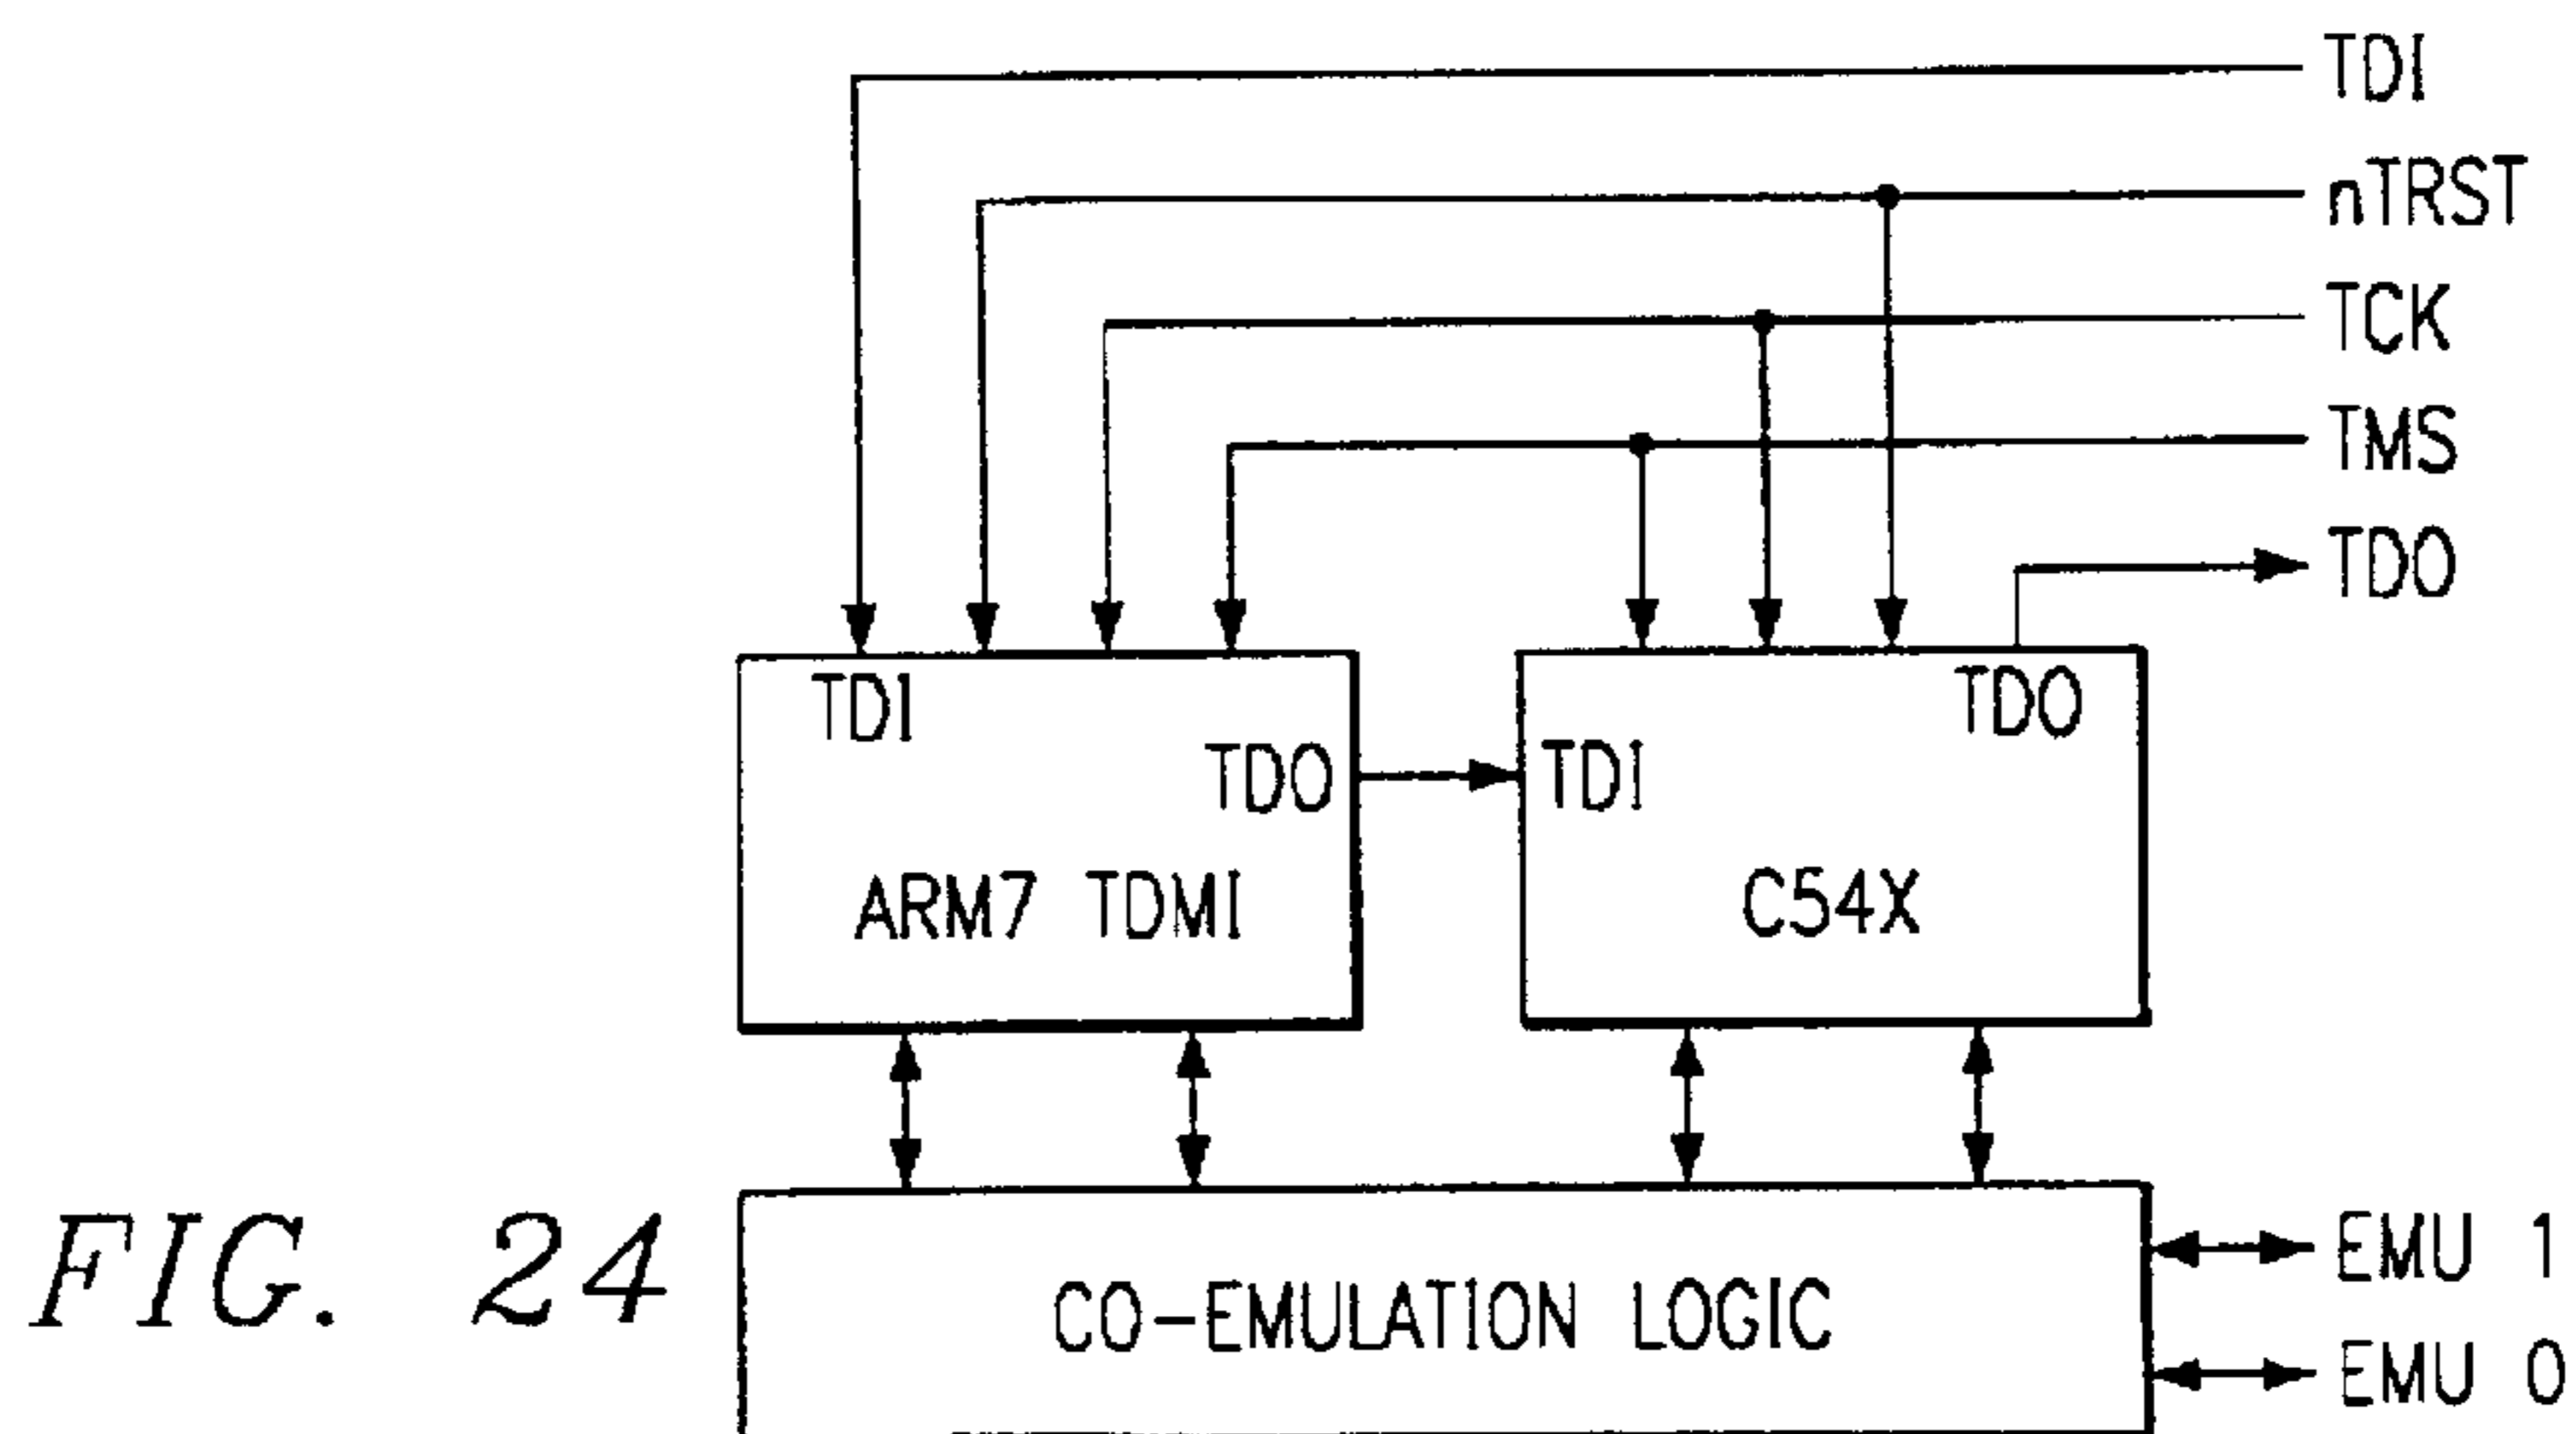 TDI
nTRST
TCK
TMS
TDO
TDI
TDO
TDO
TDI
ARM7 TDMI
C54X
FIG. 24
CO-EMULATION LOGIC
EMU 1
EMU 0